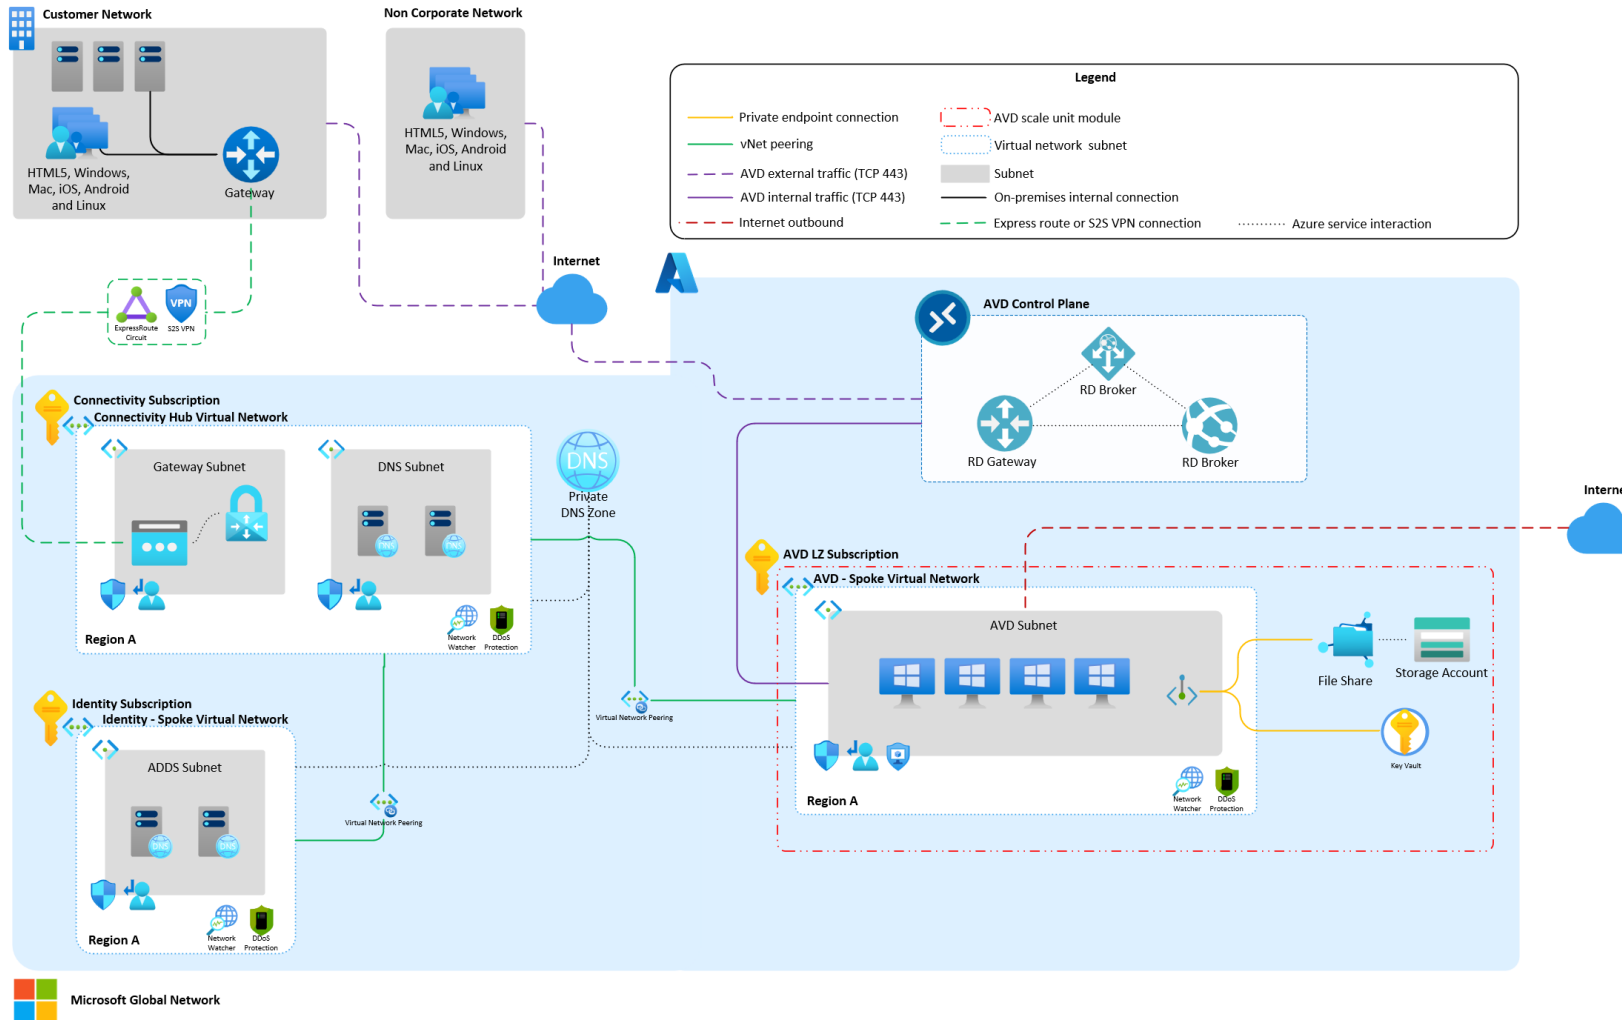 Customer Network
Non Corporate Network
HTML5, Windows,
Mac, iOS, Android
and Linux
Gateway
HTML5, Windows,
Mac, iOS, Android
and Linux
Legend
Private endpoint connection
vNet peering
AVD external traffic (TCP 443)
AVD internal traffic (TCP 443)
Internet outbound
AVD scale unit module
Virtual network subnet
Subnet
On-premises internal connection
Express route or S2S VPN connection
Azure service interaction
Internet
VPN
ExpressRoute
Circuit
S2S VPN
AVD Control Plane
RD Broker
RD Gateway
RD Broker
Connectivity Subscription
Connectivity Hub Virtual Network
Gateway Subnet
DNS Subnet
DNS
DNS
Region A
Network
Watcher
DDoS
Protection
DNS
Private
DNS Zone
Interne
AVD LZ Subscription
AVD - Spoke Virtual Network
AVD Subnet
File Share
Storage Account
Key Vault
Region A
Network
Watcher
DDoS
Protection
Virtual Network Peering
Identity Subscription
Identity - Spoke Virtual Network
ADDS Subnet
DNS
DNS
Region A
Network
Watcher
DDoS
Protection
Virtual Network Peering
Microsoft Global Network